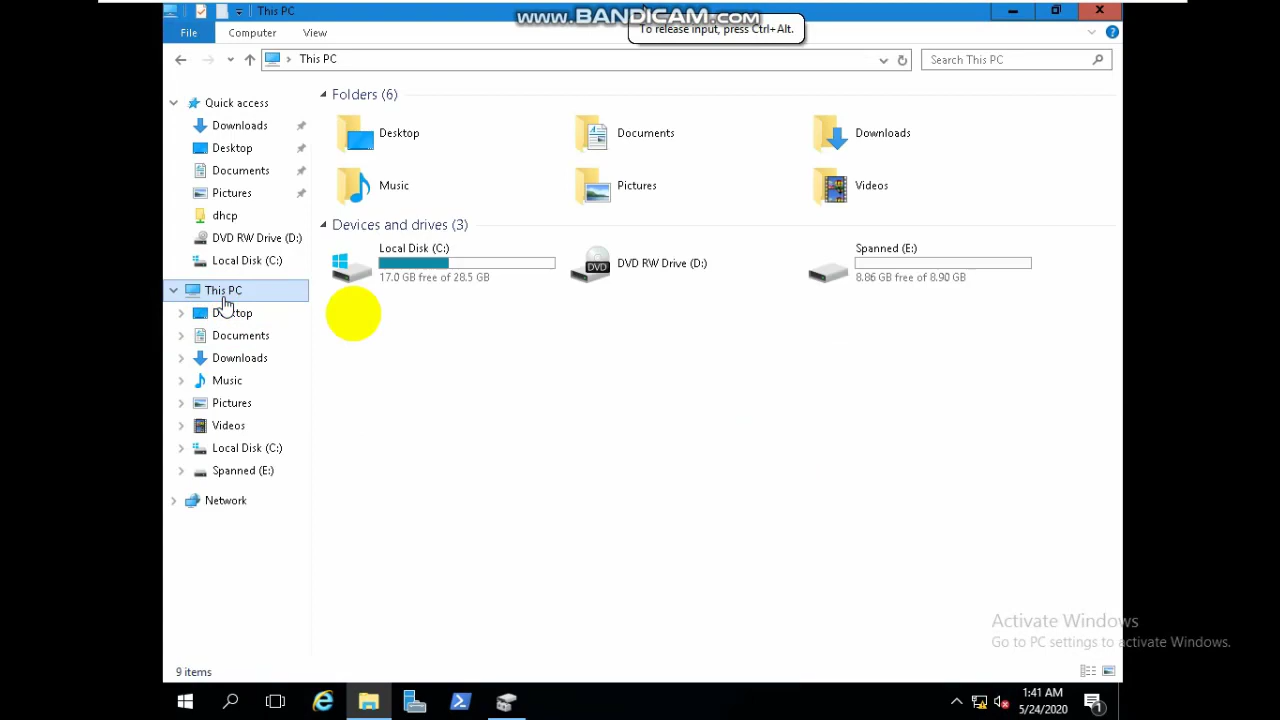 This PC
www.BANDICAM.com
To release input, press Ctrl+Alt.
File
Computer
View
This PC
Search This PC
Quick access
Downloads
Desktop
Documents
Pictures
dhcp
DVD RW Drive (D:)
Local Disk (C:)
This PC
Desktop
Documents
Downloads
Music
Pictures
Videos
Local Disk (C:)
Spanned (E:)
Network
Folders (6)
Desktop
Documents
Downloads
Music
Pictures
Videos
Devices and drives (3)
Local Disk (C:)
17.0 GB free of 28.5 GB
DVD
DVD RW Drive (D:)
Spanned (E:)
8.86 GB free of 8.90 GB
Activate Windows
Go to PC settings to activate Windows.
9 items
1:41 AM
5/24/2020
1